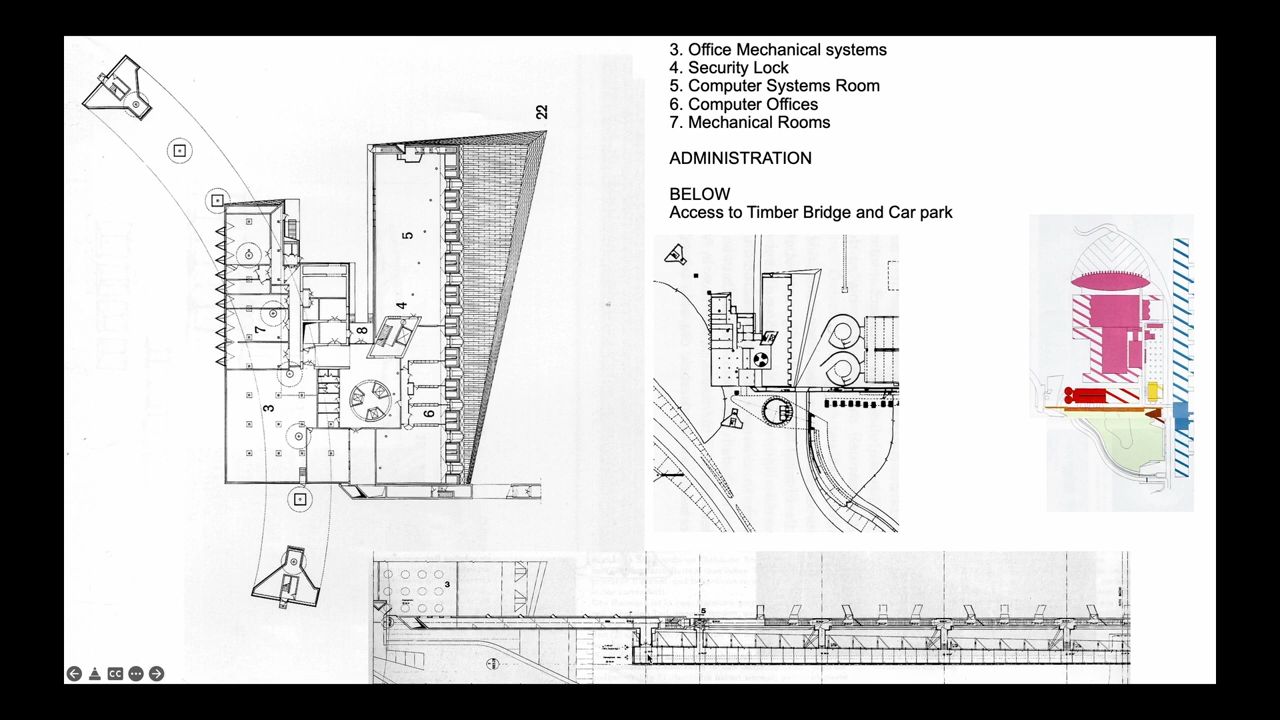 3. Office Mechanical systems
4. Security Lock
5. Computer Systems Room
6. Computer Offices
7. Mechanical Rooms
ADMINISTRATION
BELOW
Access to Timber Bridge and Car park
22
5
4
8
7
3
6
3
5
CC